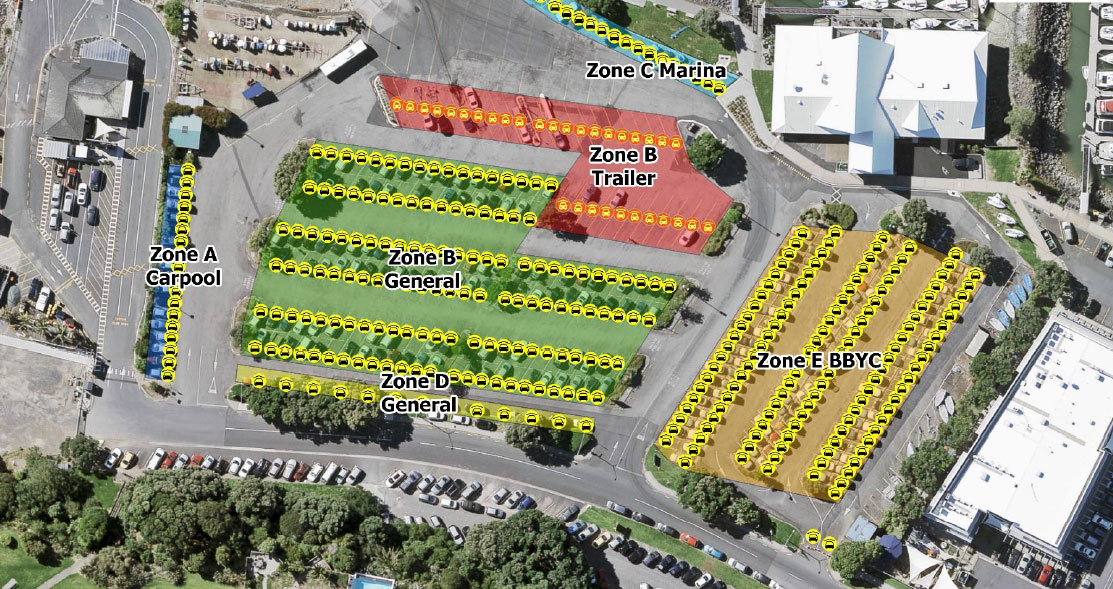 Zone C Marina
Zone B
Trailer
Zone A
Carpool
Zone B
General
Zone E BBYC
Zone D
General